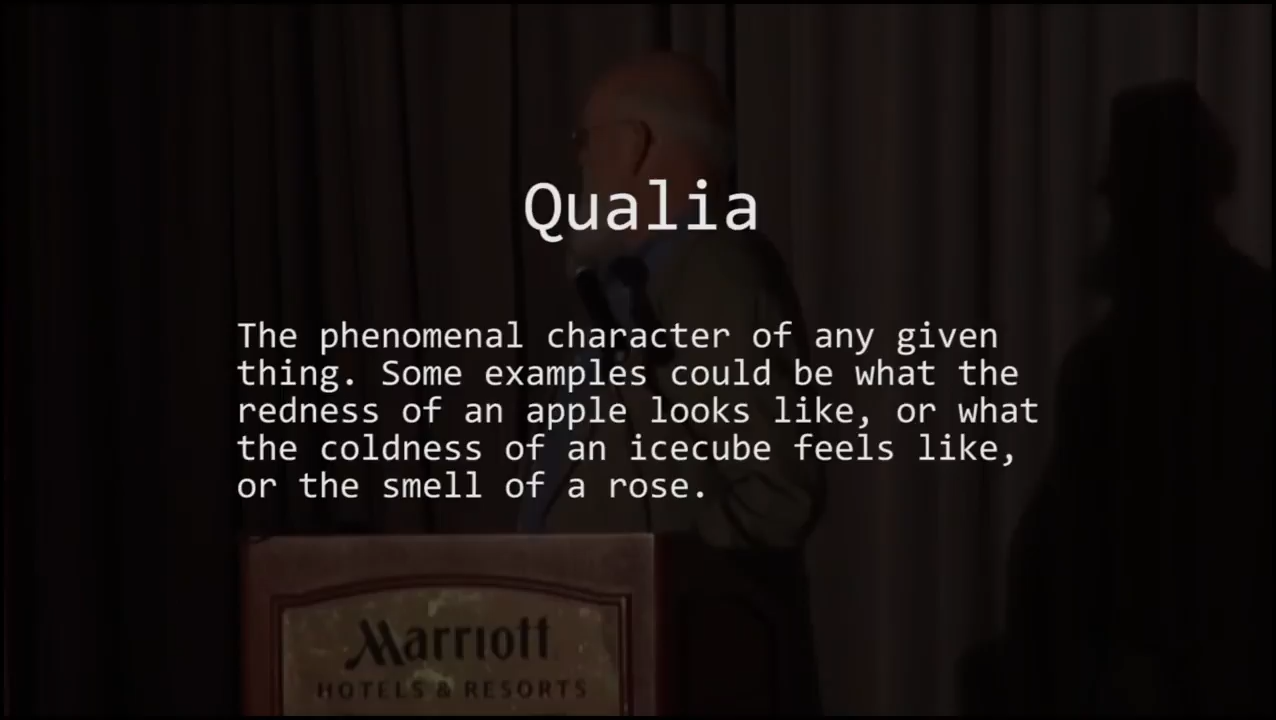 Qualia
The phenomenal character of any given
thing. Some examples could be what the
redness of an apple looks like, or what
the coldness of an icecube feels like,
or the smell of a rose.
Marriott
HOTELS & RESORTS